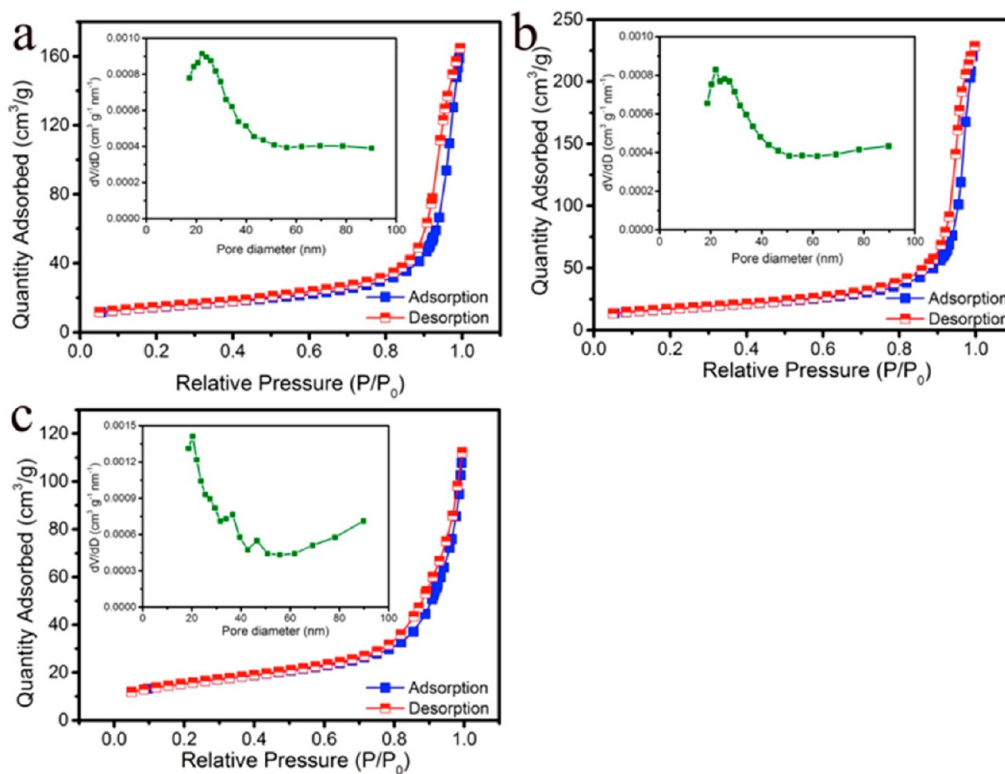 a
Quantity Adsorbed (cm³/g)
160
120
80
40
0
0.0 0.2 0.4 0.6 0.8 1.0
Relative Pressure (P/P₀)
Adsorption
Desorption
dV/dD (cm³ g⁻¹ nm⁻¹)
0.0010
0.0008
0.0006
0.0004
0.0002
0.0000
0 20 40 60 80 100
Pore diameter (nm)
b
Quantity Adsorbed (cm³/g)
250
200
150
100
50
0
0.0 0.2 0.4 0.6 0.8 1.0
Relative Pressure (P/P₀)
Adsorption
Desorption
dV/dD (cm³ g⁻¹ nm⁻¹)
0.0010
0.0008
0.0006
0.0004
0.0002
0.0000
0 20 40 60 80 100
Pore diameter (nm)
c
Quantity Adsorbed (cm³/g)
120
100
80
60
40
20
0
0.0 0.2 0.4 0.6 0.8 1.0
Relative Pressure (P/P₀)
Adsorption
Desorption
dV/dD (cm³ g⁻¹ nm⁻¹)
0.0015
0.0012
0.0009
0.0006
0.0003
0.0000
0 20 40 60 80 100
Pore diameter (nm)